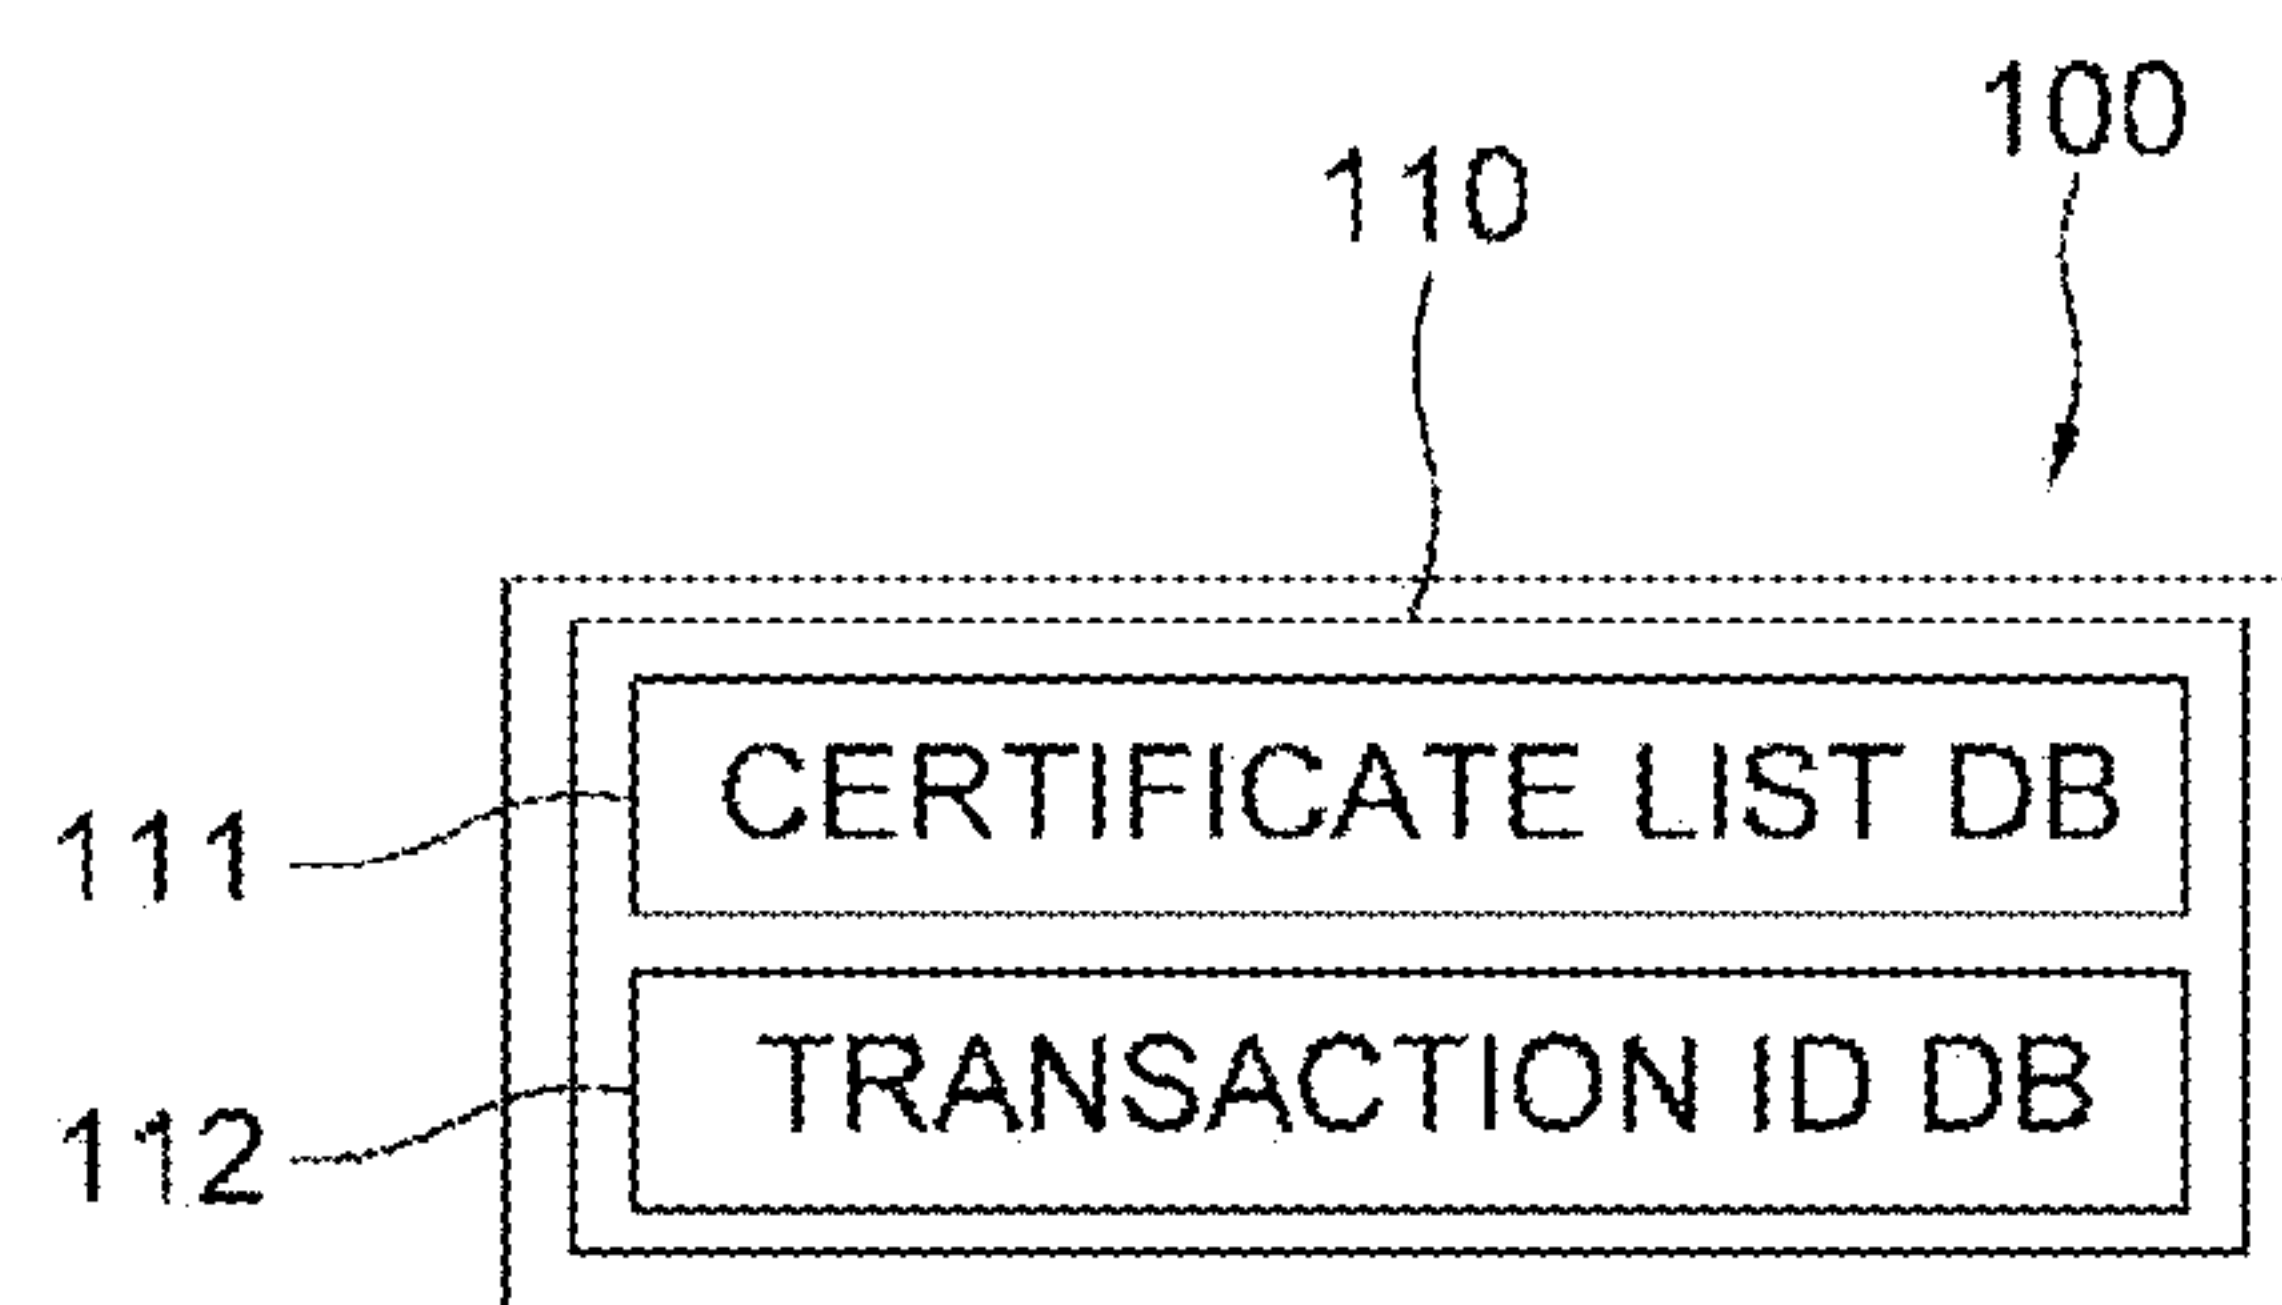 100
110
111 CERTIFICATE LIST DB
112 TRANSACTION ID DB